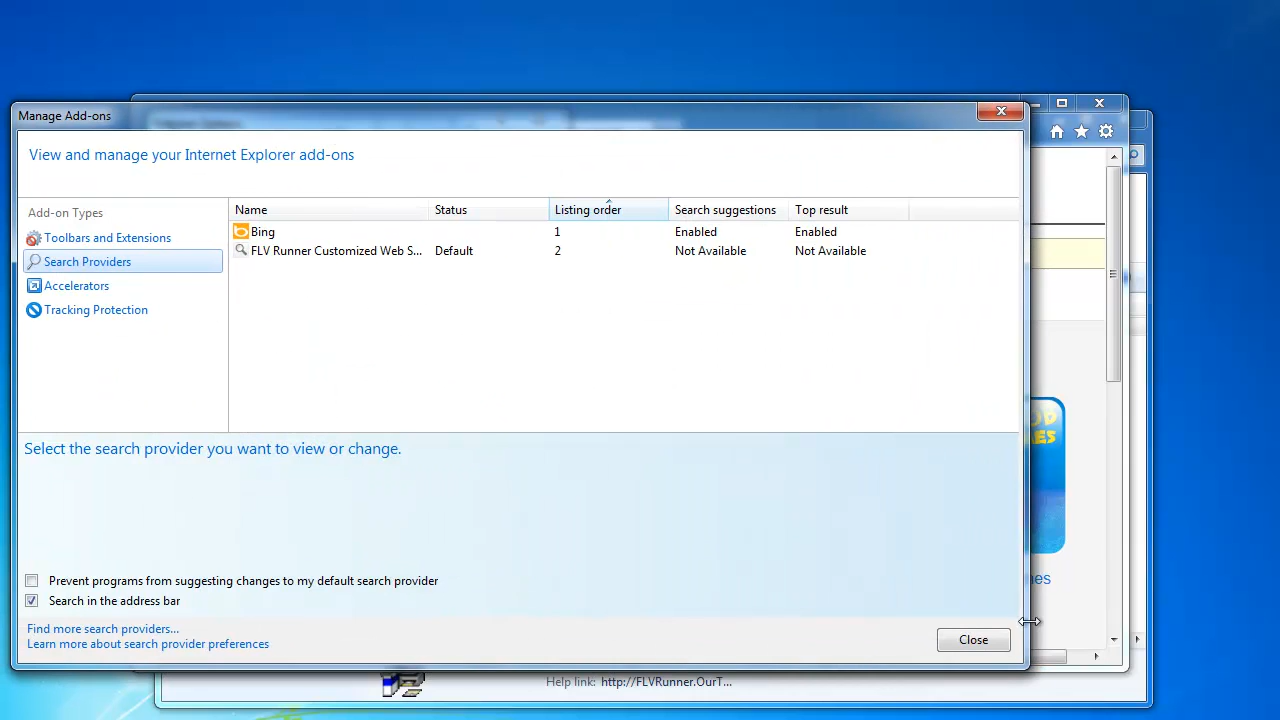 Manage Add-ons
View and manage your Internet Explorer add-ons
Add-on Types
Toolbars and Extensions
Search Providers
Accelerators
Tracking Protection
Name Status Listing order Search suggestions Top result
Bing 1 Enabled Enabled
FLV Runner Customized Web S... Default 2 Not Available Not Available
Select the search provider you want to view or change.
Prevent programs from suggesting changes to my default search provider
Search in the address bar
Find more search providers...
Learn more about search provider preferences
Close
Help link: http://FLVRunner.OurT...